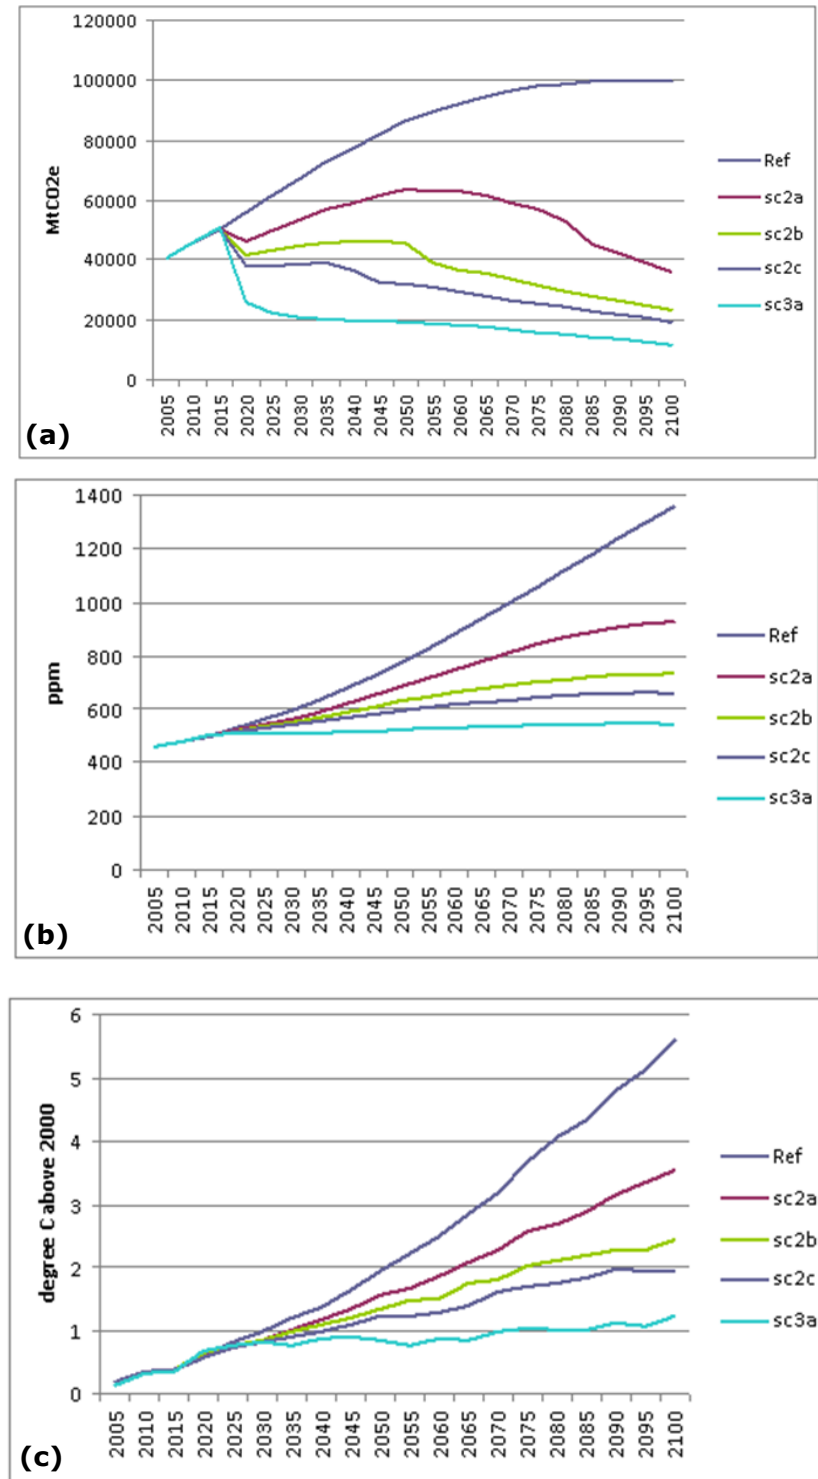 120000
100000
80000
60000
40000
20000
0
MtCO2e
2005 2010 2015 2020 2025 2030 2035 2040 2045 2050 2055 2060 2065 2070 2075 2080 2085 2090 2095 2100
Ref
sc2a
sc2b
sc2c
sc3a
(a)
1400
1200
1000
800
600
400
200
0
ppm
2005 2010 2015 2020 2025 2030 2035 2040 2045 2050 2055 2060 2065 2070 2075 2080 2085 2090 2095 2100
Ref
sc2a
sc2b
sc2c
sc3a
(b)
6
5
4
3
2
1
0
degree C above 2000
2005 2010 2015 2020 2025 2030 2035 2040 2045 2050 2055 2060 2065 2070 2075 2080 2085 2090 2095 2100
Ref
sc2a
sc2b
sc2c
sc3a
(c)